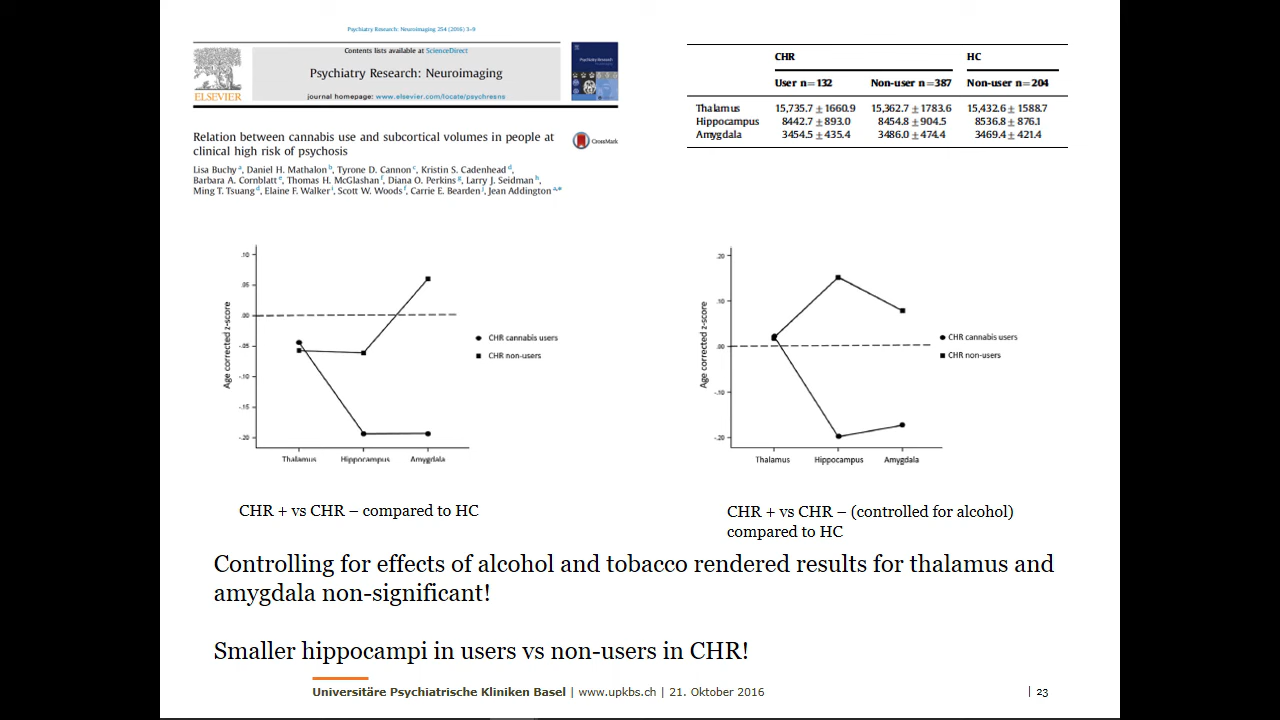 Psychiatry Research: Neuroimaging 254 (2016) 3–9
Contents lists available at ScienceDirect
Psychiatry Research: Neuroimaging
journal homepage: www.elsevier.com/locate/psychresns
ELSEVIER
Relation between cannabis use and subcortical volumes in people at
clinical high risk of psychosis
CrossMark
Lisa Buchy a, Daniel H. Mathalon b, Tyrone D. Cannon c, Kristin S. Cadenhead d,
Barbara A. Cornblatt e, Thomas H. McGlashan f, Diana O. Perkins g, Larry J. Seidman h,
Ming T. Tsuang d, Elaine F. Walker i, Scott W. Woods f, Carrie E. Bearden j, Jean Addington a,*
CHR HC
User n=132 Non-user n=387 Non-user n=204
Thalamus 15,735.7±1660.9 15,362.7±1783.6 15,432.6±1588.7
Hippocampus 8442.7±893.0 8454.8±904.5 8536.8±876.1
Amygdala 3454.5±435.4 3486.0±474.4 3469.4±421.4
Age corrected z-score
.10
.05
.00
-.05
-.10
-.15
-.20
Thalamus Hippocampus Amygdala
CHR cannabis users
CHR non-users
Age corrected z-score
.20
.10
.00
-.10
-.20
Thalamus Hippocampus Amygdala
CHR cannabis users
CHR non-users
CHR + vs CHR – compared to HC
CHR + vs CHR – (controlled for alcohol)
compared to HC
Controlling for effects of alcohol and tobacco rendered results for thalamus and
amygdala non-significant!
Smaller hippocampi in users vs non-users in CHR!
Universitäre Psychiatrische Kliniken Basel | www.upkbs.ch | 21. Oktober 2016 | 23